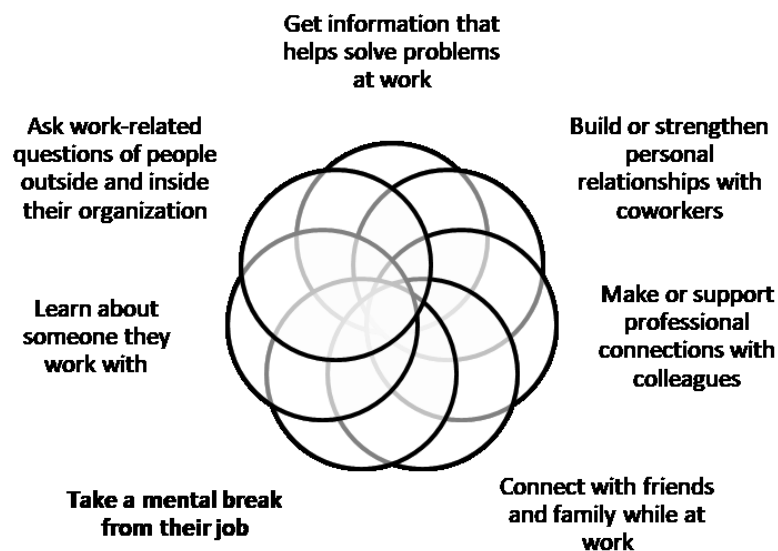 Get information that
helps solve problems
at work
Ask work-related
questions of people
outside and inside
their organization
Build or strengthen
personal
relationships with
coworkers
Learn about
someone they
work with
Make or support
professional
connections with
colleagues
Take a mental break
from their job
Connect with friends
and family while at
work